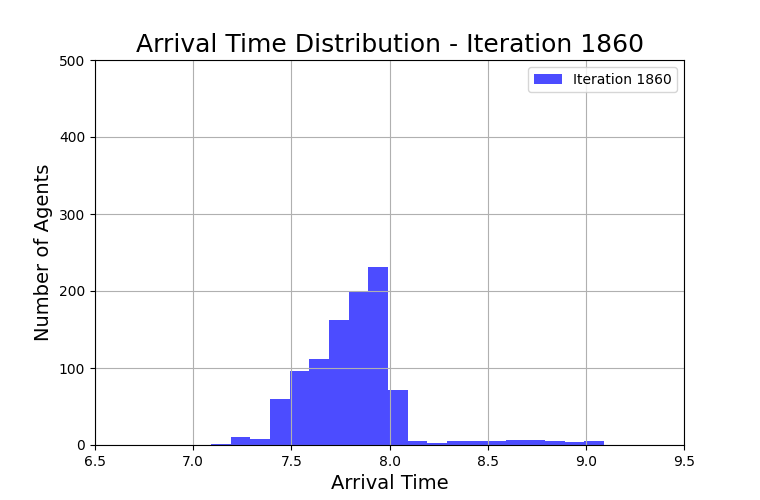 Arrival Time Distribution - Iteration 1860
Iteration 1860
500
400
300
200
100
0
Number of Agents
6.5 7.0 7.5 8.0 8.5 9.0 9.5
Arrival Time